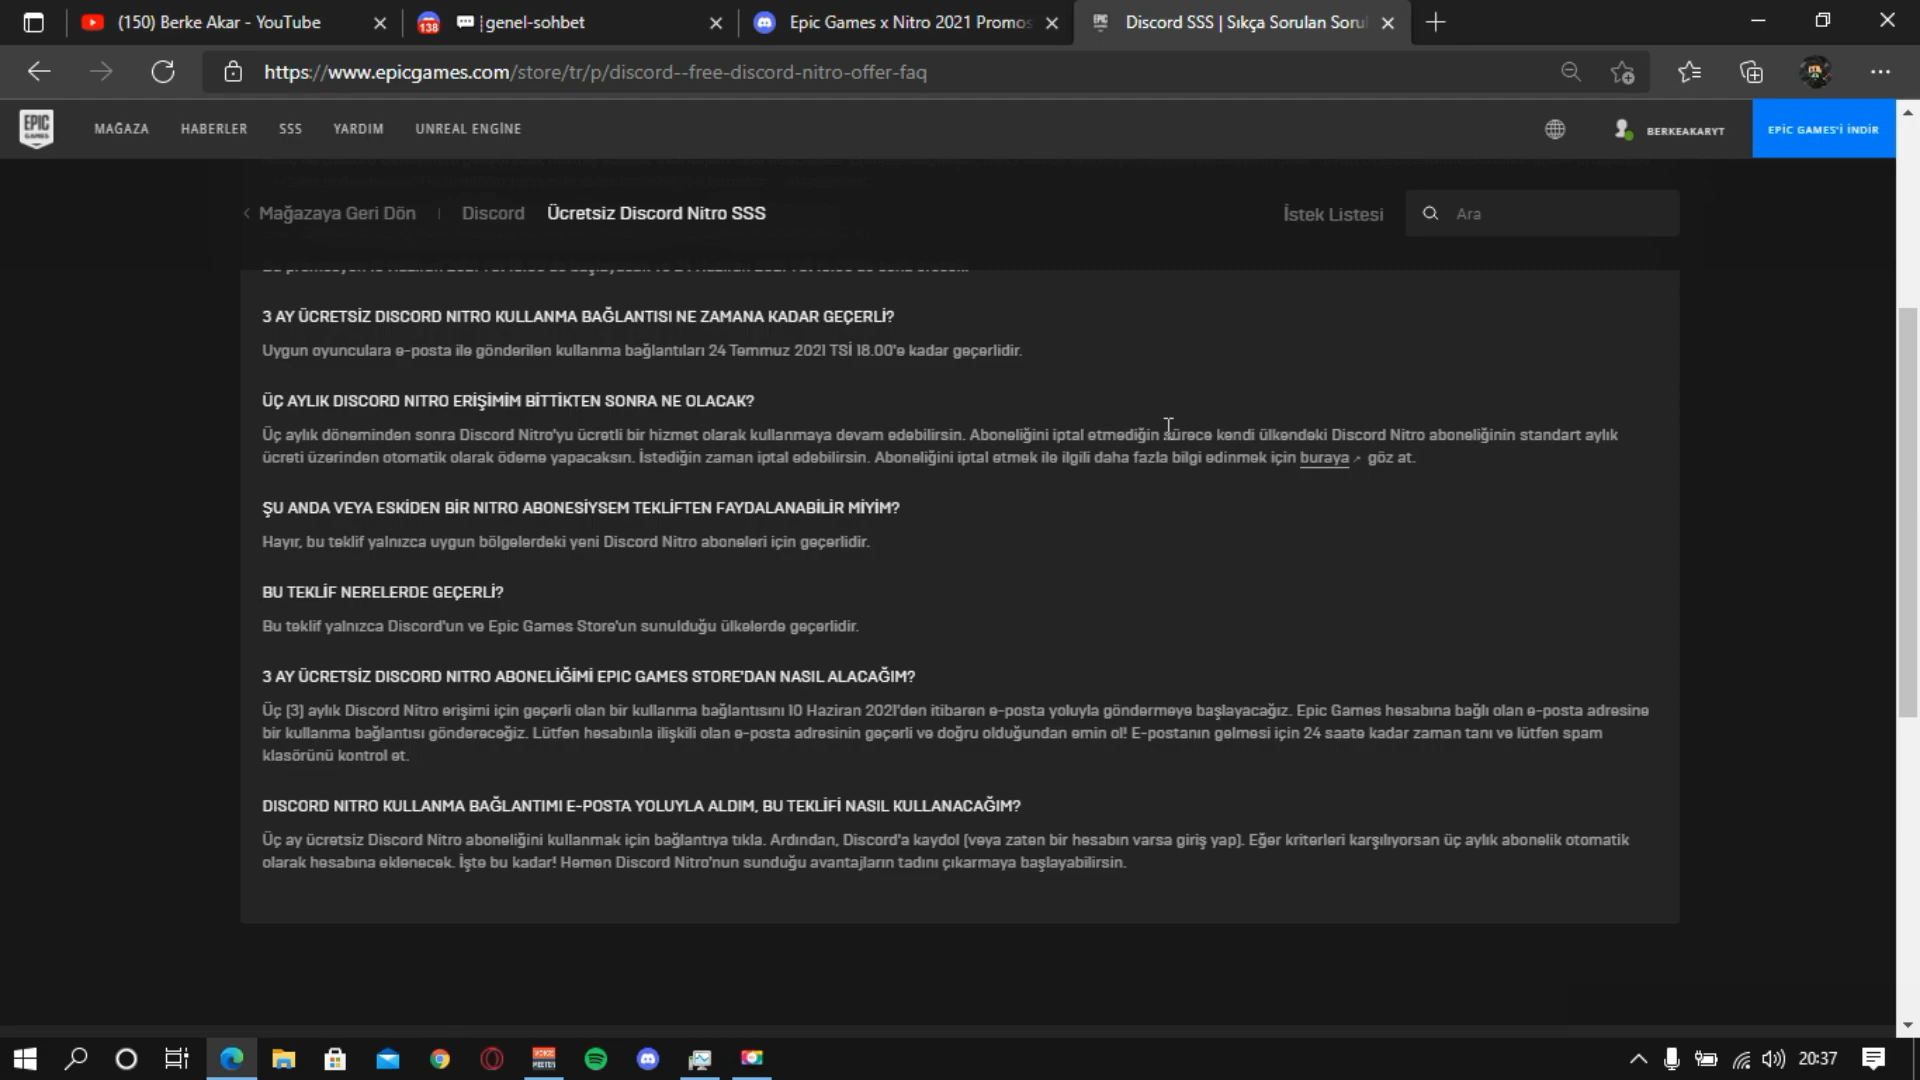 (150) Berke Akar - YouTube
138
genel-sohbet
Epic Games x Nitro 2021 Promos
Discord SSS | Sıkça Sorulan Soru
https://www.epicgames.com/store/tr/p/discord--free-discord-nitro-offer-faq
EPIC GAMES
MAĞAZA
HABERLER
SSS
YARDIM
UNREAL ENGİNE
BERKEAKARYT
EPİC GAMES'İ İNDİR
Mağazaya Geri Dön
Discord
Ücretsiz Discord Nitro SSS
İstek Listesi
Ara
3 AY ÜCRETSİZ DISCORD NITRO KULLANMA BAĞLANTISI NE ZAMANA KADAR GEÇERLİ?
Uygun oyunculara e-posta ile gönderilen kullanma bağlantıları 24 Temmuz 2021 TSİ 18.00'e kadar geçerlidir.
ÜÇ AYLIK DISCORD NITRO ERİŞİMİM BİTTİKTEN SONRA NE OLACAK?
Üç aylık döneminden sonra Discord Nitro'yu ücretli bir hizmet olarak kullanmaya devam edebilirsin. Aboneliğini iptal etmediğin sürece kendi ülkendeki Discord Nitro aboneliğinin standart aylık
ücreti üzerinden otomatik olarak ödeme yapacaksın. İstediğin zaman iptal edebilirsin. Aboneliğini iptal etmek ile ilgili daha fazla bilgi edinmek için buraya göz at.
ŞU ANDA VEYA ESKİDEN BİR NITRO ABONESİYSEM TEKLİFTEN FAYDALANABİLİR MİYİM?
Hayır, bu teklif yalnızca uygun bölgelerdeki yeni Discord Nitro aboneleri için geçerlidir.
BU TEKLİF NERELERDE GEÇERLİ?
Bu teklif yalnızca Discord'un ve Epic Games Store'un sunulduğu ülkelerde geçerlidir.
3 AY ÜCRETSİZ DISCORD NITRO ABONELİĞİMİ EPIC GAMES STORE'DAN NASIL ALACAĞIM?
Üç (3) aylık Discord Nitro erişimi için geçerli olan bir kullanma bağlantısını 10 Haziran 2021'den itibaren e-posta yoluyla göndermeye başlayacağız. Epic Games hesabına bağlı olan e-posta adresine
bir kullanma bağlantısı göndereceğiz. Lütfen hesabınla ilişkili olan e-posta adresinin geçerli ve doğru olduğundan emin ol! E-postanın gelmesi için 24 saate kadar zaman tanı ve lütfen spam
klasörünü kontrol et.
DISCORD NITRO KULLANMA BAĞLANTIMI E-POSTA YOLUYLA ALDIM, BU TEKLİFİ NASIL KULLANACAĞIM?
Üç ay ücretsiz Discord Nitro aboneliğini kullanmak için bağlantıya tıkla. Ardından, Discord'a kaydol (veya zaten bir hesabın varsa giriş yap). Eğer kriterleri karşılıyorsan üç aylık abonelik otomatik
olarak hesabına eklenecek. İşte bu kadar! Hemen Discord Nitro'nun sunduğu avantajların tadını çıkarmaya başlayabilirsin.
20:37